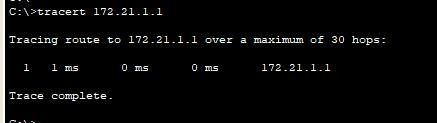 C:\>tracert 172.21.1.1
Tracing route to 172.21.1.1 over a maximum of 30 hops:
1 1 ms 0 ms 0 ms 172.21.1.1
Trace complete.